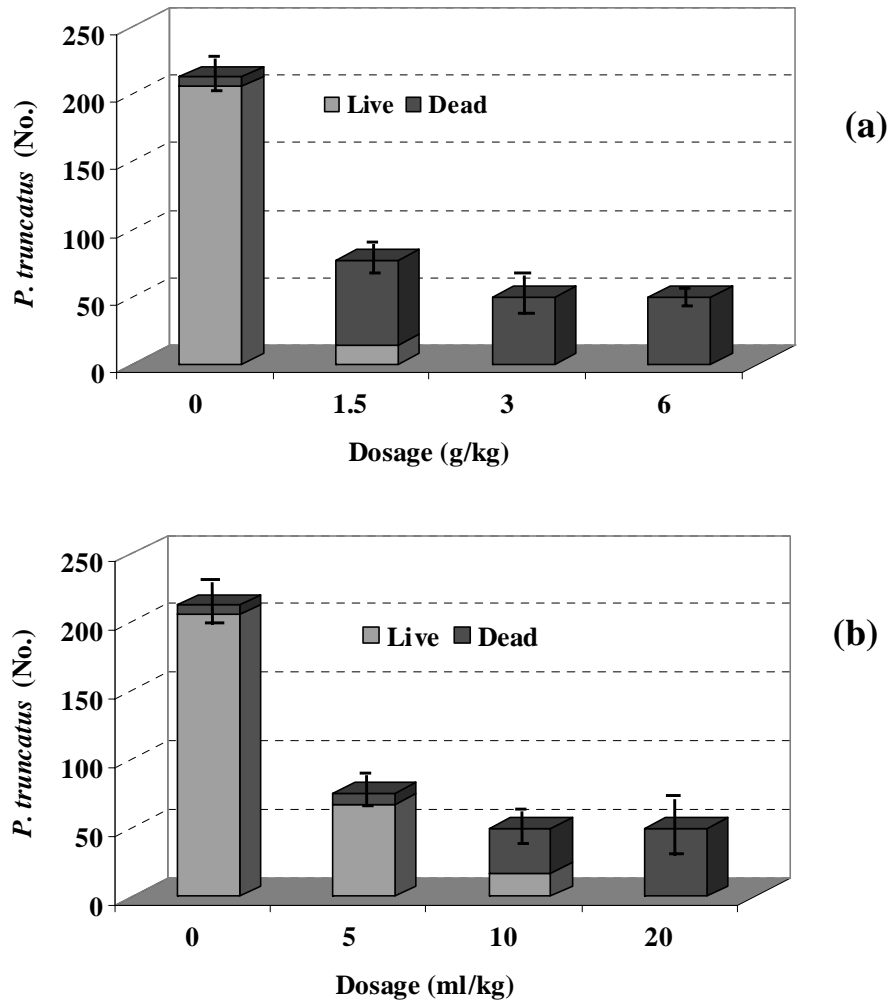 250
200
150
100
50
0
P. truncatus (No.)
Live Dead
(a)
0 1.5 3 6
Dosage (g/kg)
250
200
150
100
50
0
P. truncatus (No.)
Live Dead
(b)
0 5 10 20
Dosage (ml/kg)